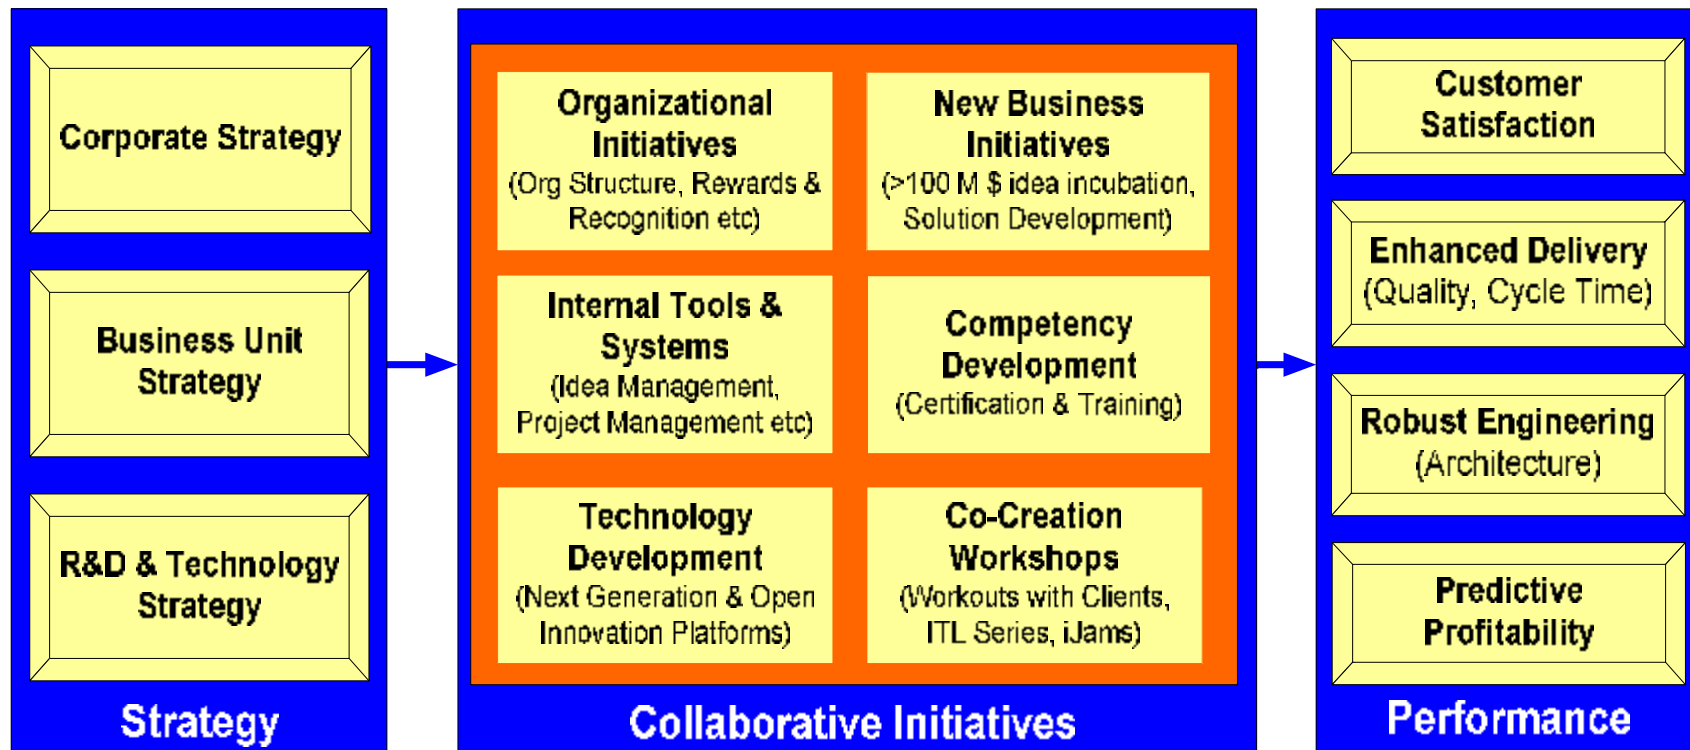 Corporate Strategy
Business Unit
Strategy
R&D & Technology
Strategy
Strategy
Organizational
Initiatives
(Org Structure, Rewards &
Recognition etc)
New Business
Initiatives
(>100 M $ idea incubation,
Solution Development)
Internal Tools &
Systems
(Idea Management,
Project Management etc)
Competency
Development
(Certification & Training)
Technology
Development
(Next Generation & Open
Innovation Platforms)
Co-Creation
Workshops
(Workouts with Clients,
ITL Series, iJams)
Collaborative Initiatives
Customer
Satisfaction
Enhanced Delivery
(Quality, Cycle Time)
Robust Engineering
(Architecture)
Predictive
Profitability
Performance